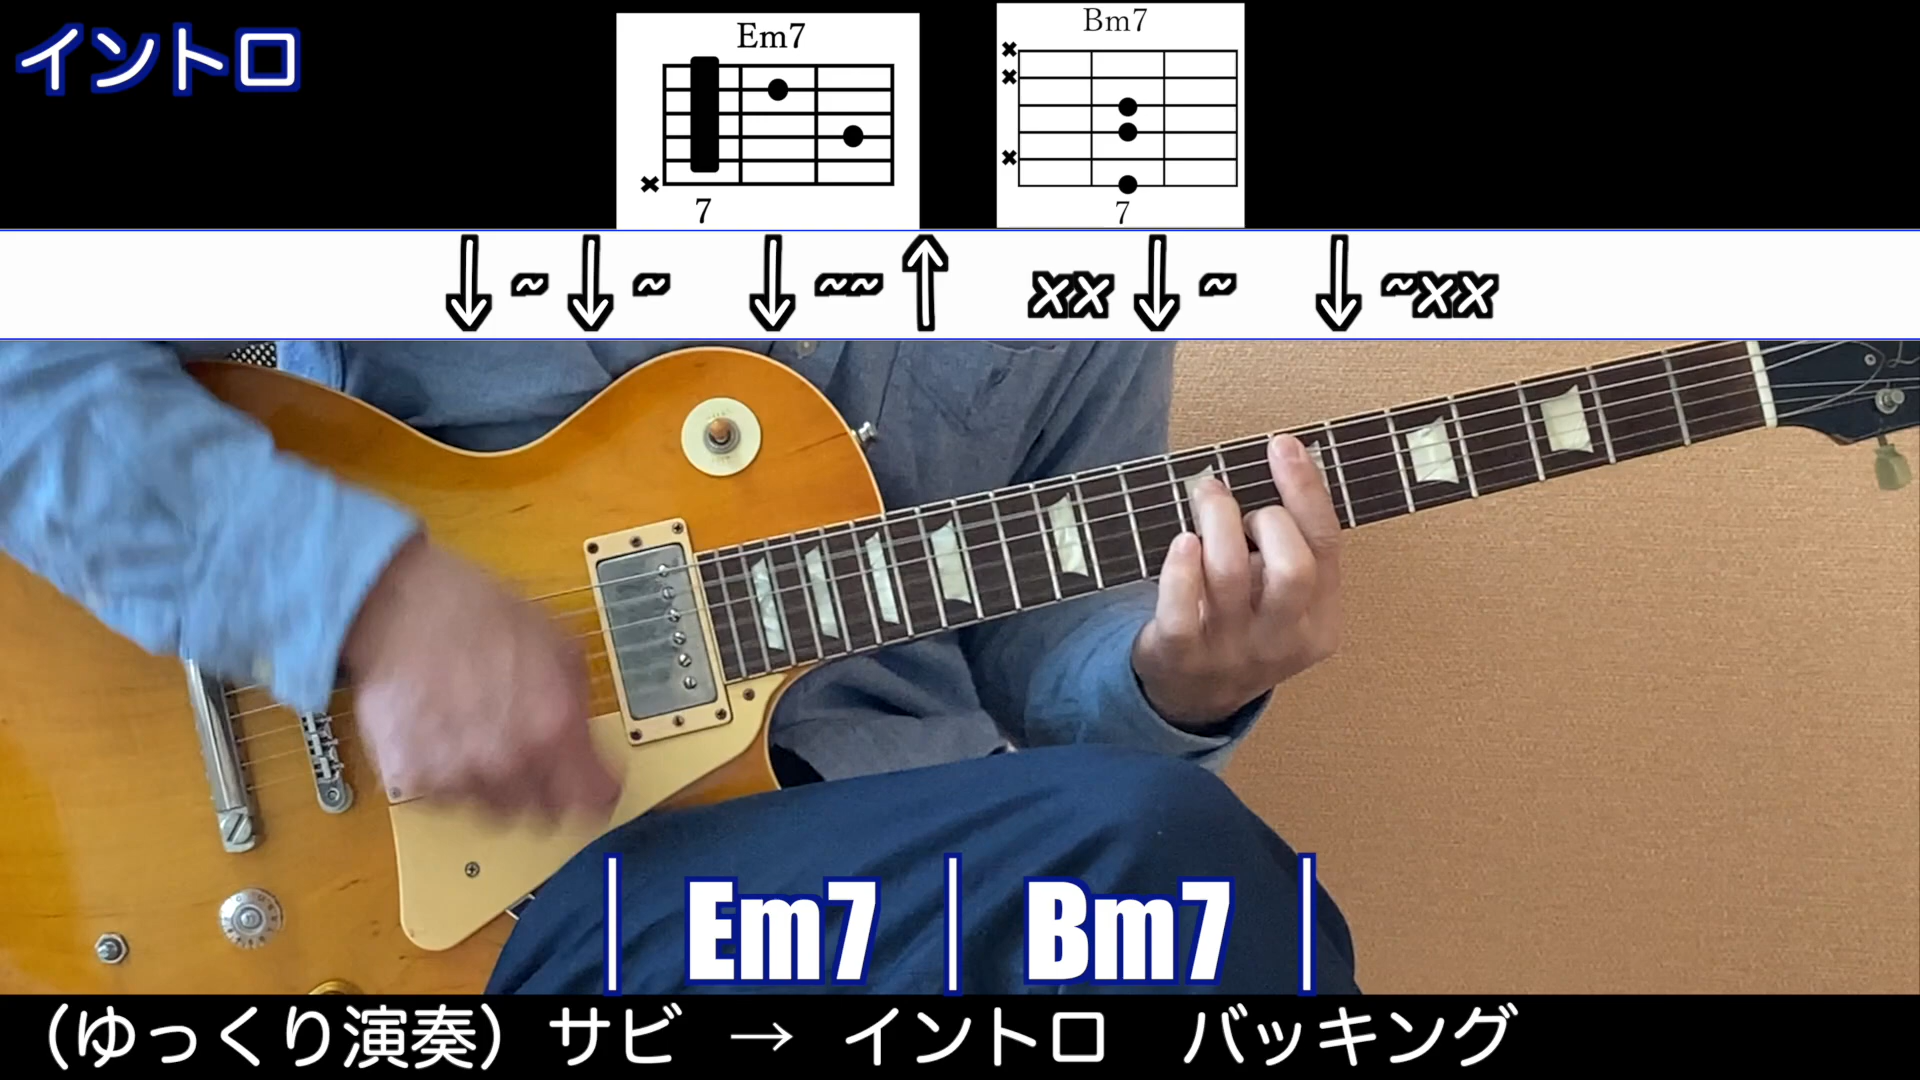 イントロ
Em7
×
7
Bm7
×
×
×
7
↓ ~ ↓ ~ ↓ ~~ ↑ xx ↓ ~ ↓ ~xx
| Em7 | Bm7 |
（ゆっくり演奏）サビ → イントロ バッキング